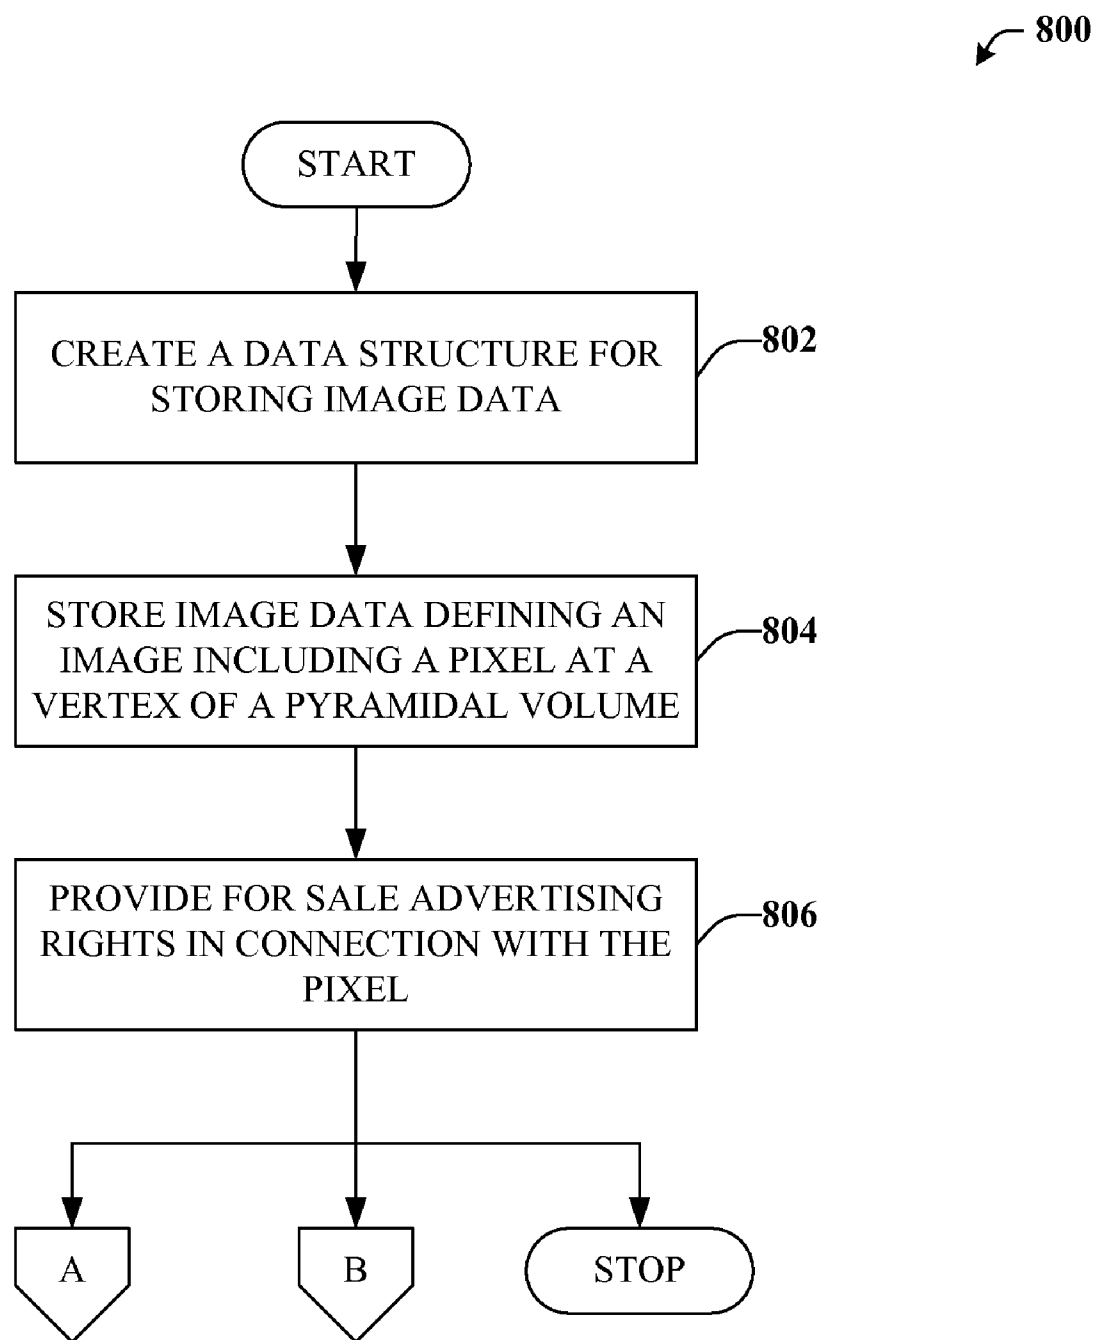 800
START
CREATE A DATA STRUCTURE FOR
STORING IMAGE DATA
802
STORE IMAGE DATA DEFINING AN
IMAGE INCLUDING A PIXEL AT A
VERTEX OF A PYRAMIDAL VOLUME
804
PROVIDE FOR SALE ADVERTISING
RIGHTS IN CONNECTION WITH THE
PIXEL
806
A
B
STOP